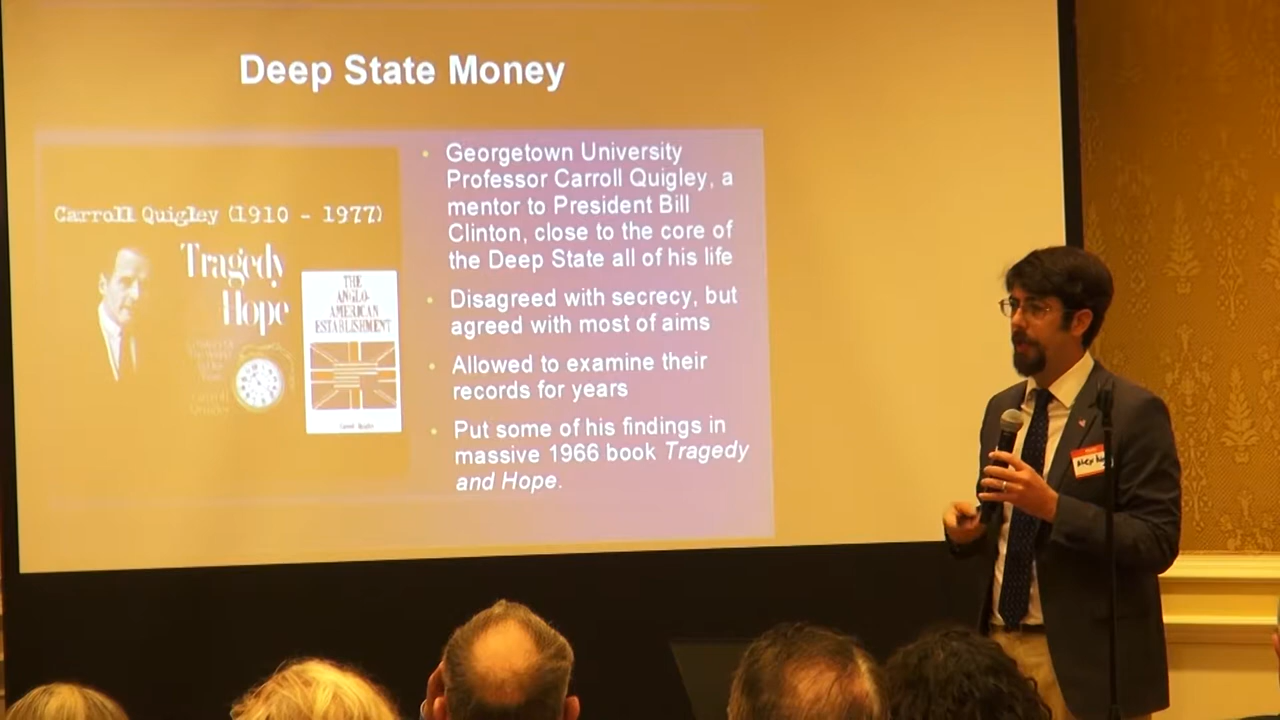 Deep State Money
Carroll Quigley (1910 - 1977)
Tragedy
Hope
THE
ANGLO-
AMERICAN
ESTABLISHMENT
• Georgetown University
Professor Carroll Quigley, a
mentor to President Bill
Clinton, close to the core of
the Deep State all of his life
• Disagreed with secrecy, but
agreed with most of aims
• Allowed to examine their
records for years
• Put some of his findings in
massive 1966 book Tragedy
and Hope.
Alex